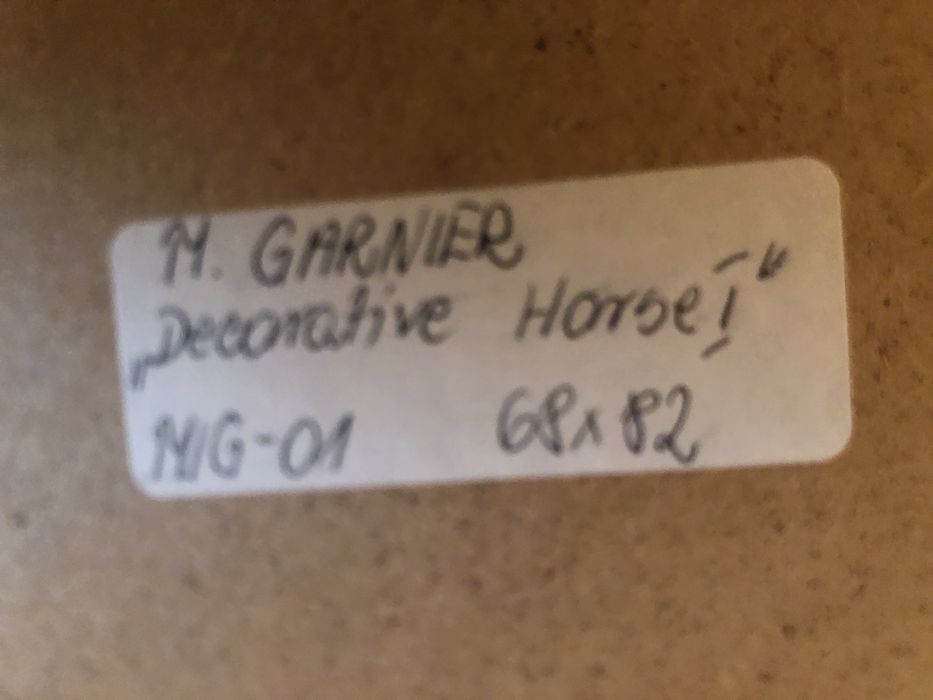 M. GARNIER
„Decorative Horse I“
MG-01 68x82